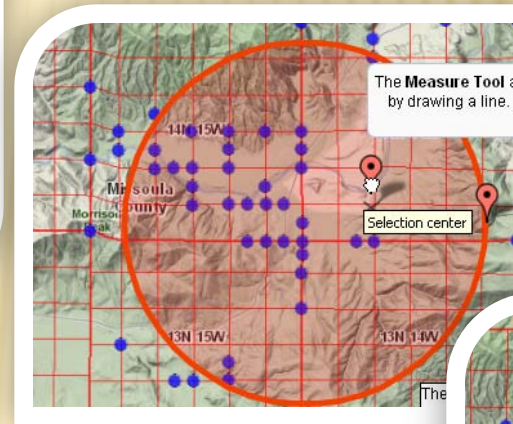 The Measure Tool a
by drawing a line.
14N 15W
Missoula
County
Morrison
Peak
Selection center
13N 15W
13N 14W
The